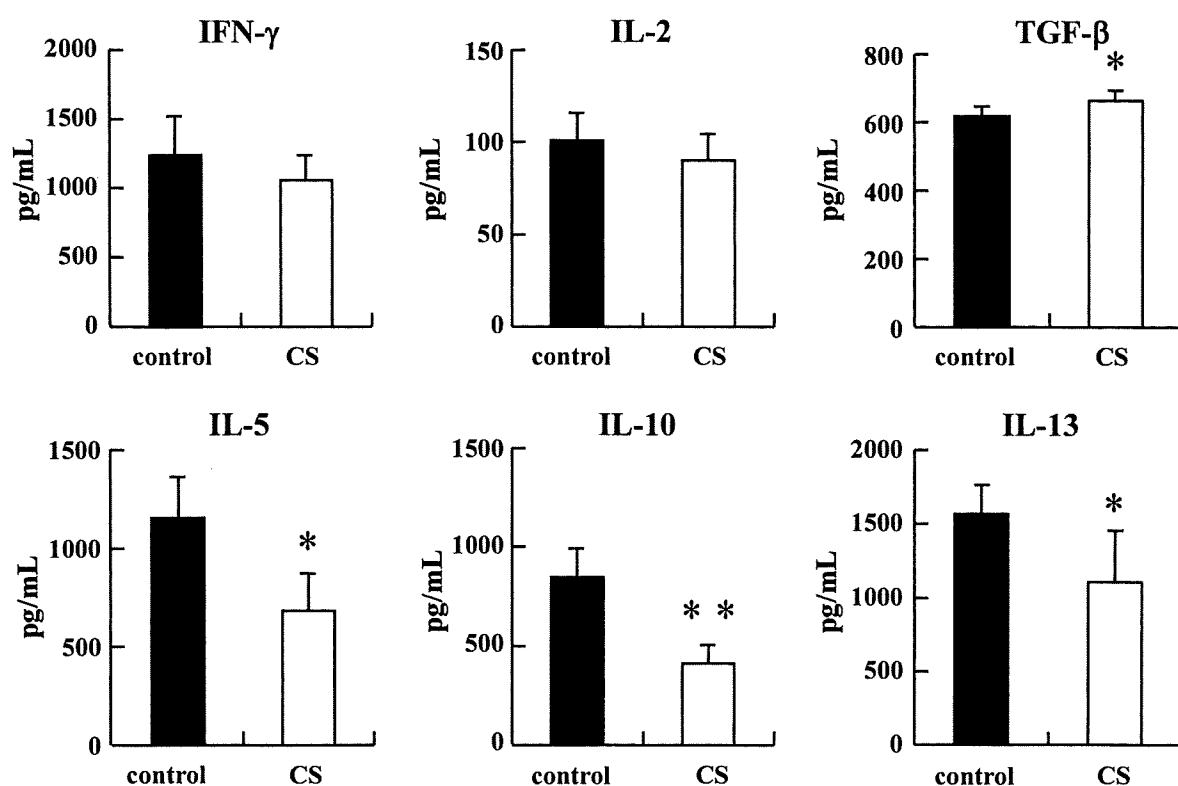 IFN-γ
2000
1500
1000
500
0
pg/mL
control CS
IL-2
150
100
50
0
pg/mL
control CS
TGF-β
800
600
400
200
0
pg/mL
*
control CS
IL-5
1500
1000
500
0
pg/mL
*
control CS
IL-10
1500
1000
500
0
pg/mL
* *
control CS
IL-13
2000
1500
1000
500
0
pg/mL
*
control CS